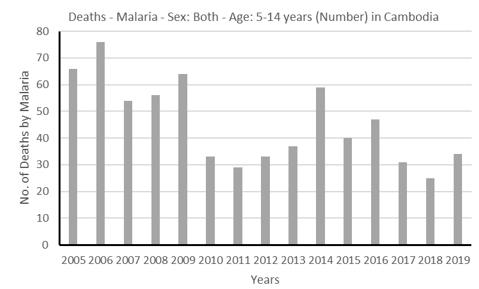 Deaths - Malaria - Sex: Both - Age: 5-14 years (Number) in Cambodia
No. of Deaths by Malaria
80
70
60
50
40
30
20
10
0
2005 2006 2007 2008 2009 2010 2011 2012 2013 2014 2015 2016 2017 2018 2019
Years